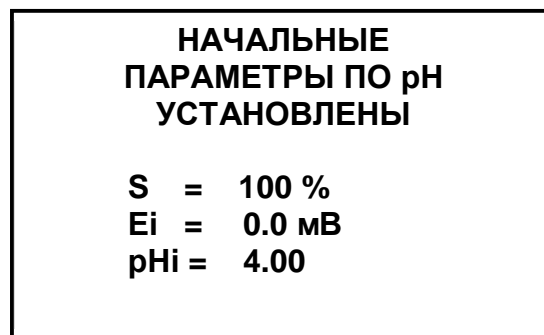 НАЧАЛЬНЫЕ
ПАРАМЕТРЫ ПО pH
УСТАНОВЛЕНЫ
S = 100 %
Ei = 0.0 мВ
pHi = 4.00